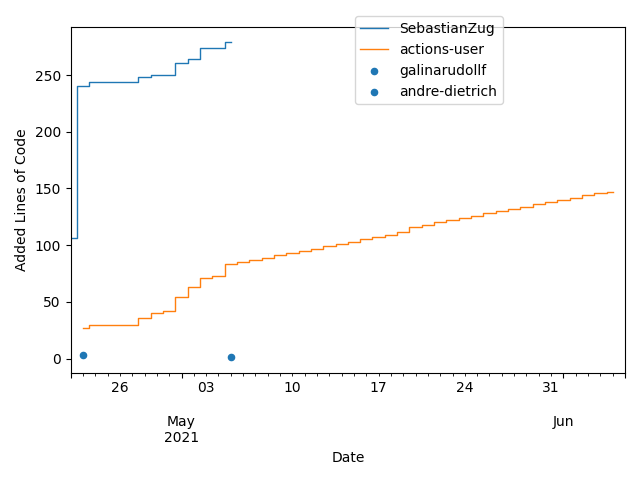 SebastianZug
actions-user
galinarudollf
andre-dietrich
Added Lines of Code
250
200
150
100
50
0
26 03 10 17 24 31
May Jun
2021
Date